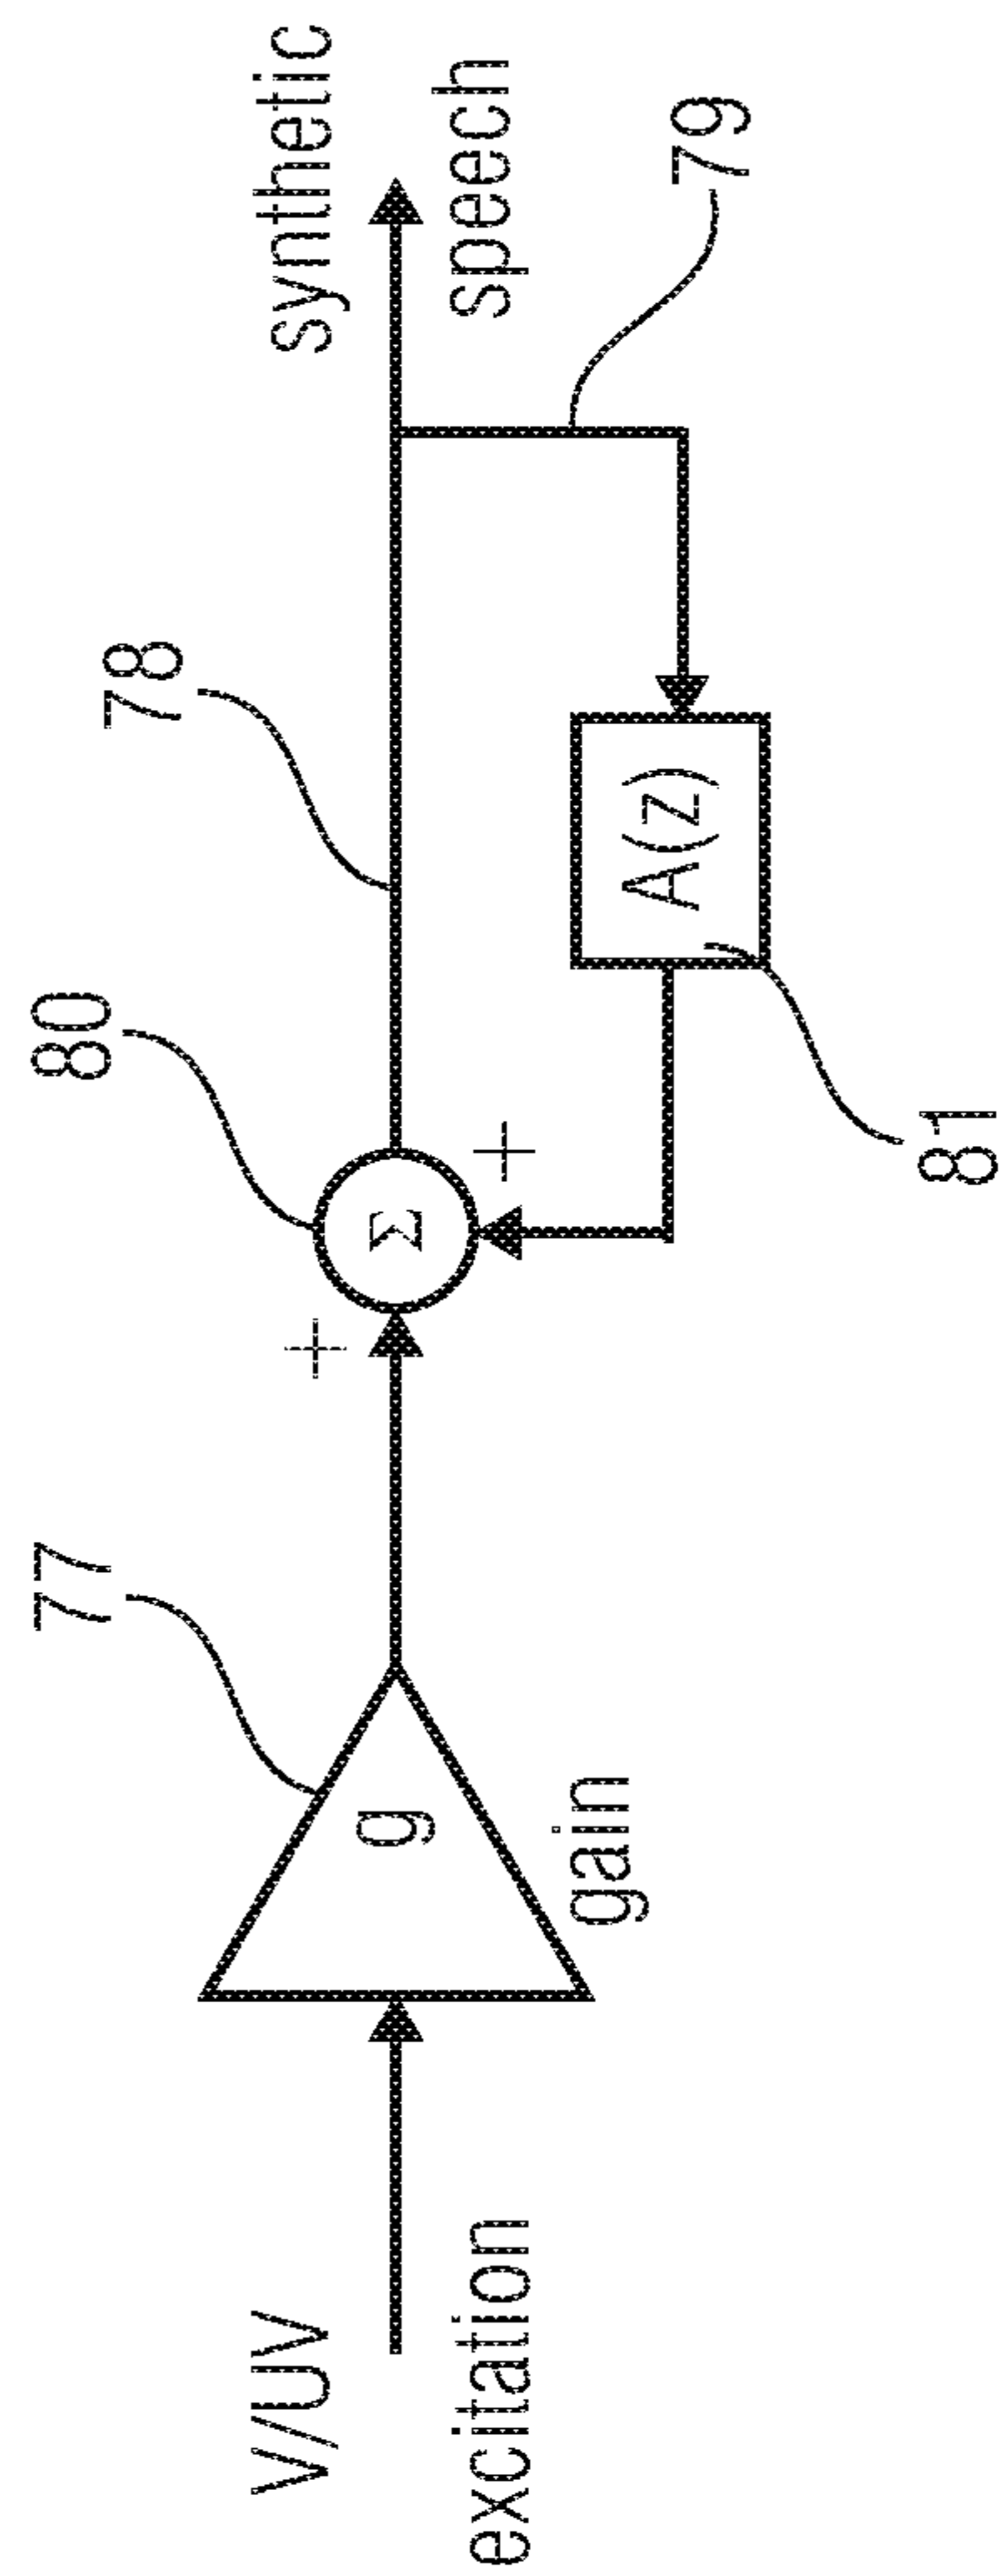 V/UV
excitation
g
gain
77
+
Σ
+
80
78
A(z)
81
79
synthetic
speech